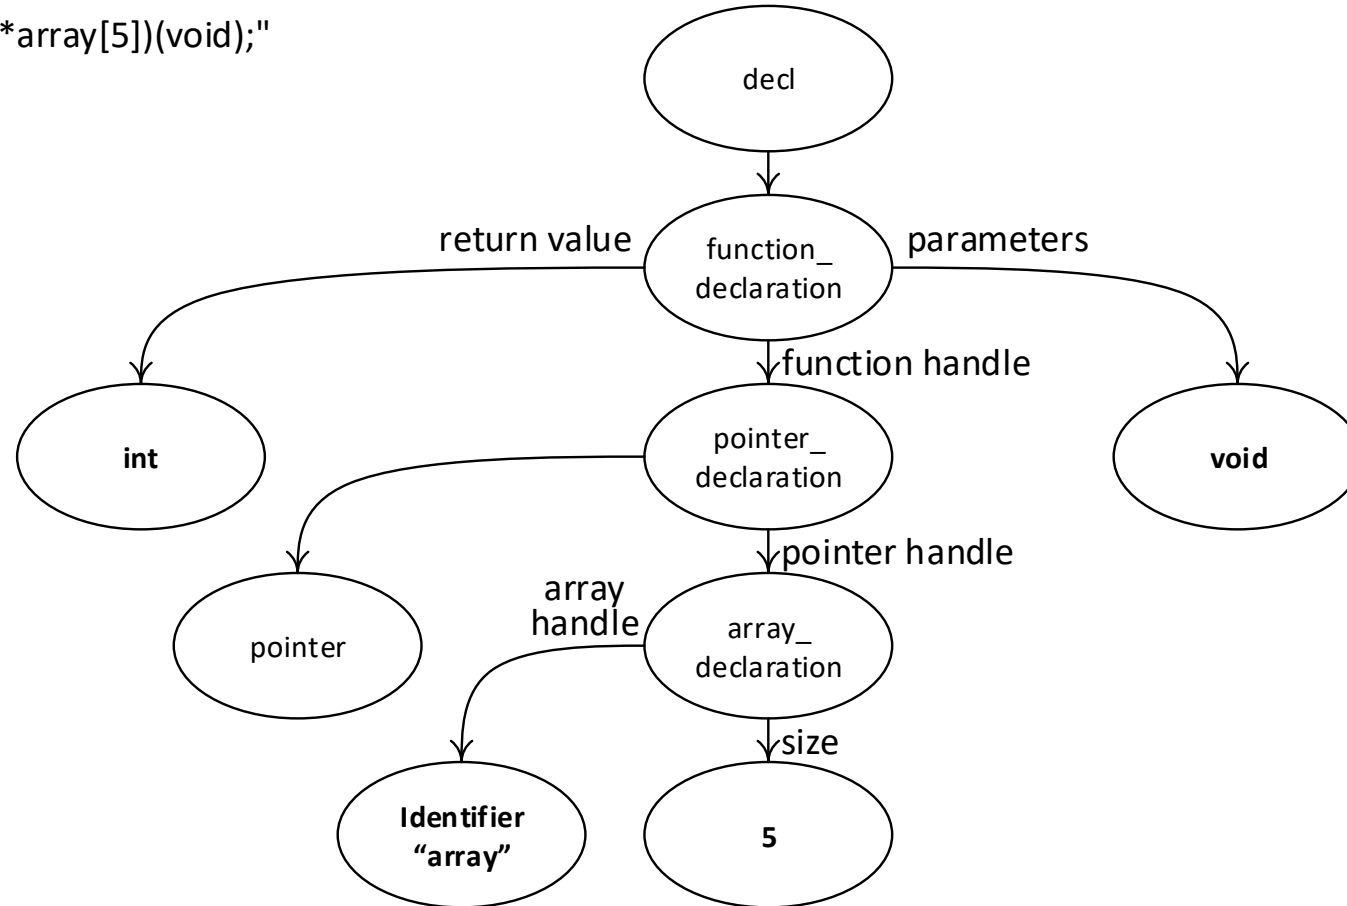 *array[5])(void);"
decl
return value
function_
declaration
parameters
function handle
int
pointer_
declaration
void
pointer handle
array
handle
pointer
array_
declaration
size
Identifier
“array”
5